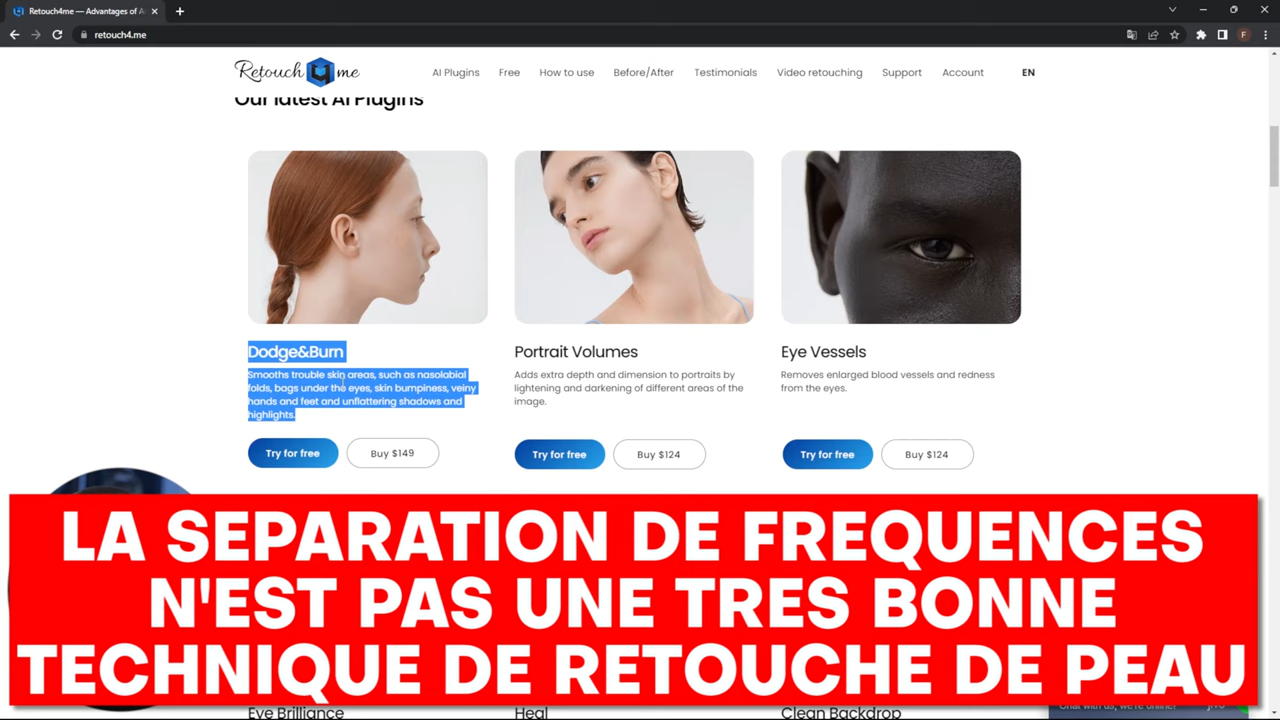 Retouch4me — Advantages of A
retouch4.me
Retouch4me
AI Plugins
Free
How to use
Before/After
Testimonials
Video retouching
Support
Account
EN
Our latest AI Plugins
Dodge&Burn
Smooths trouble skin areas, such as nasolabial
folds, bags under the eyes, skin bumpiness, veiny
hands and feet and unflattering shadows and
highlights.
Try for free
Buy $149
Portrait Volumes
Adds extra depth and dimension to portraits by
lightening and darkening of different areas of the
image.
Try for free
Buy $124
Eye Vessels
Removes enlarged blood vessels and redness
from the eyes.
Try for free
Buy $124
LA SEPARATION DE FREQUENCES
N'EST PAS UNE TRES BONNE
TECHNIQUE DE RETOUCHE DE PEAU
Eye Brilliance
Heal
Clean Backdrop
Chat with us, we're online!
jivo
F